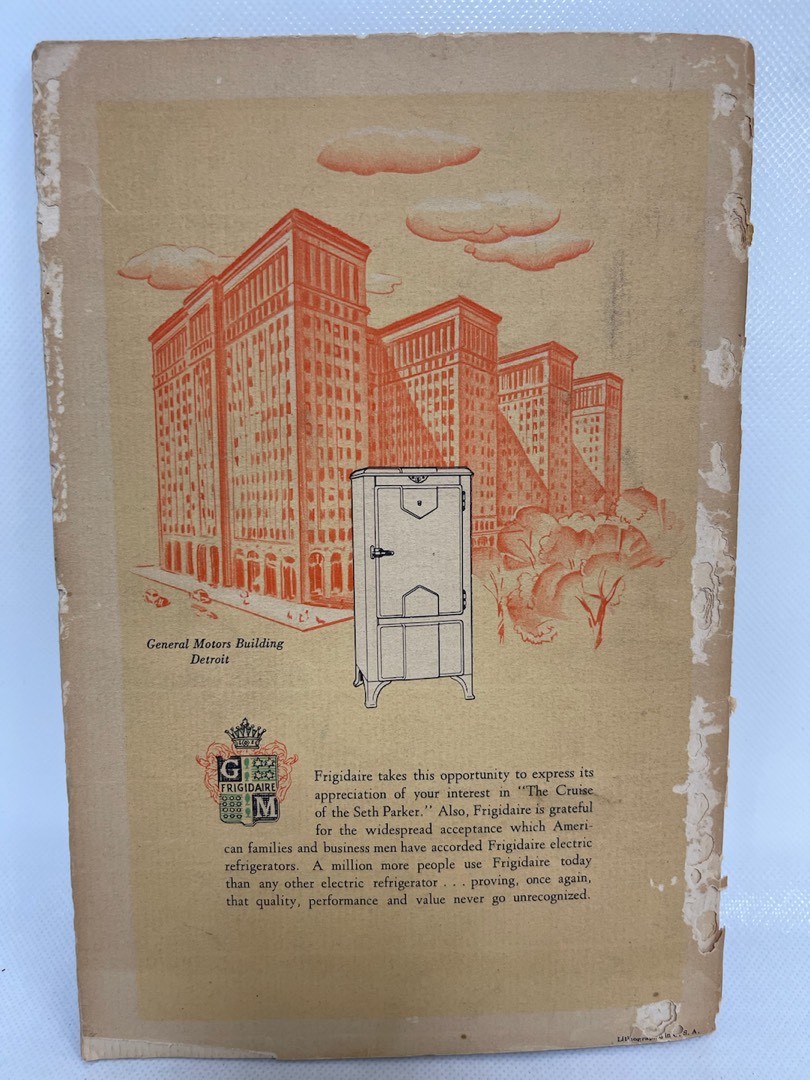 General Motors Building
Detroit
G
FRIGIDAIRE
M
Frigidaire takes this opportunity to express its
appreciation of your interest in "The Cruise
of the Seth Parker." Also, Frigidaire is grateful
for the widespread acceptance which Ameri-
can families and business men have accorded Frigidaire electric
refrigerators. A million more people use Frigidaire today
than any other electric refrigerator . . . proving, once again,
that quality, performance and value never go unrecognized.